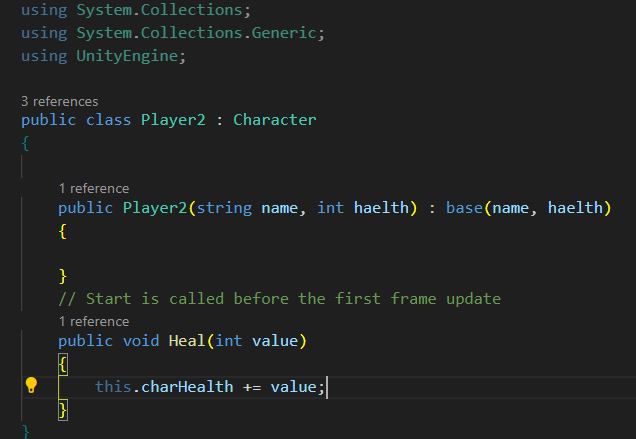 using System.Collections;
using System.Collections.Generic;
using UnityEngine;
3 references
public class Player2 : Character
{
1 reference
public Player2(string name, int haelth) : base(name, haelth)
{
}
// Start is called before the first frame update
1 reference
public void Heal(int value)
{
this.charHealth += value;
}
}